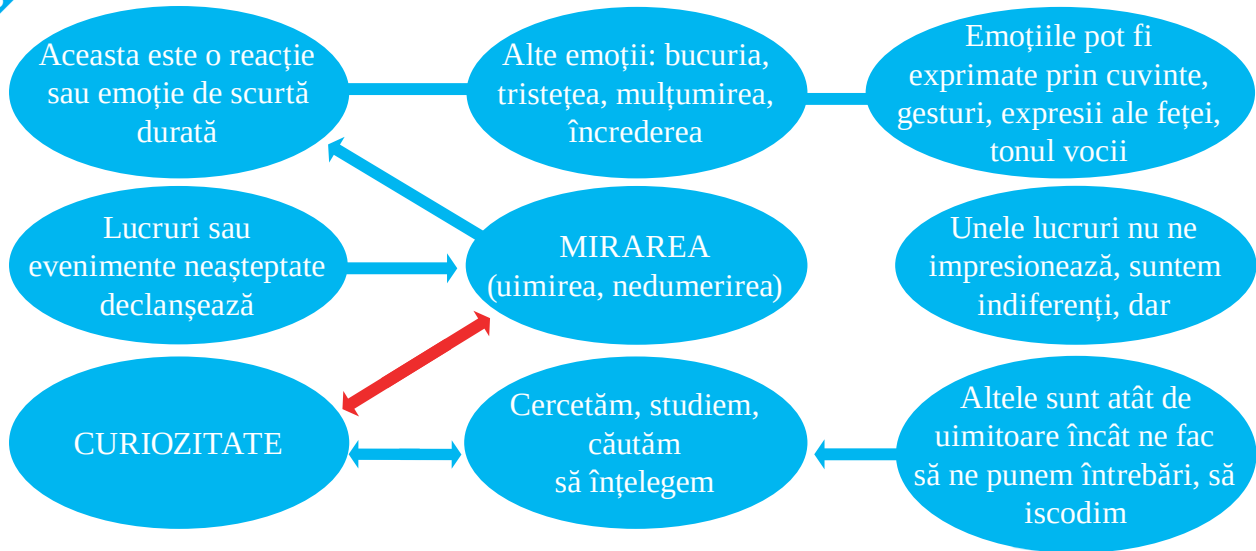 Aceasta este o reacție
sau emoție de scurtă
durată
Alte emoții: bucuria,
tristețea, mulțumirea,
încrederea
Emoțiile pot fi
exprimate prin cuvinte,
gesturi, expresii ale feței,
tonul vocii
Lucruri sau
evenimente neașteptate
declanșează
MIRAREA
(uimirea, nedumerirea)
Unele lucruri nu ne
impresionează, suntem
indiferenți, dar
CURIOZITATE
Cercetăm, studiem,
căutăm
să înțelegem
Altele sunt atât de
uimitoare încât ne fac
să ne punem întrebări, să
iscodim